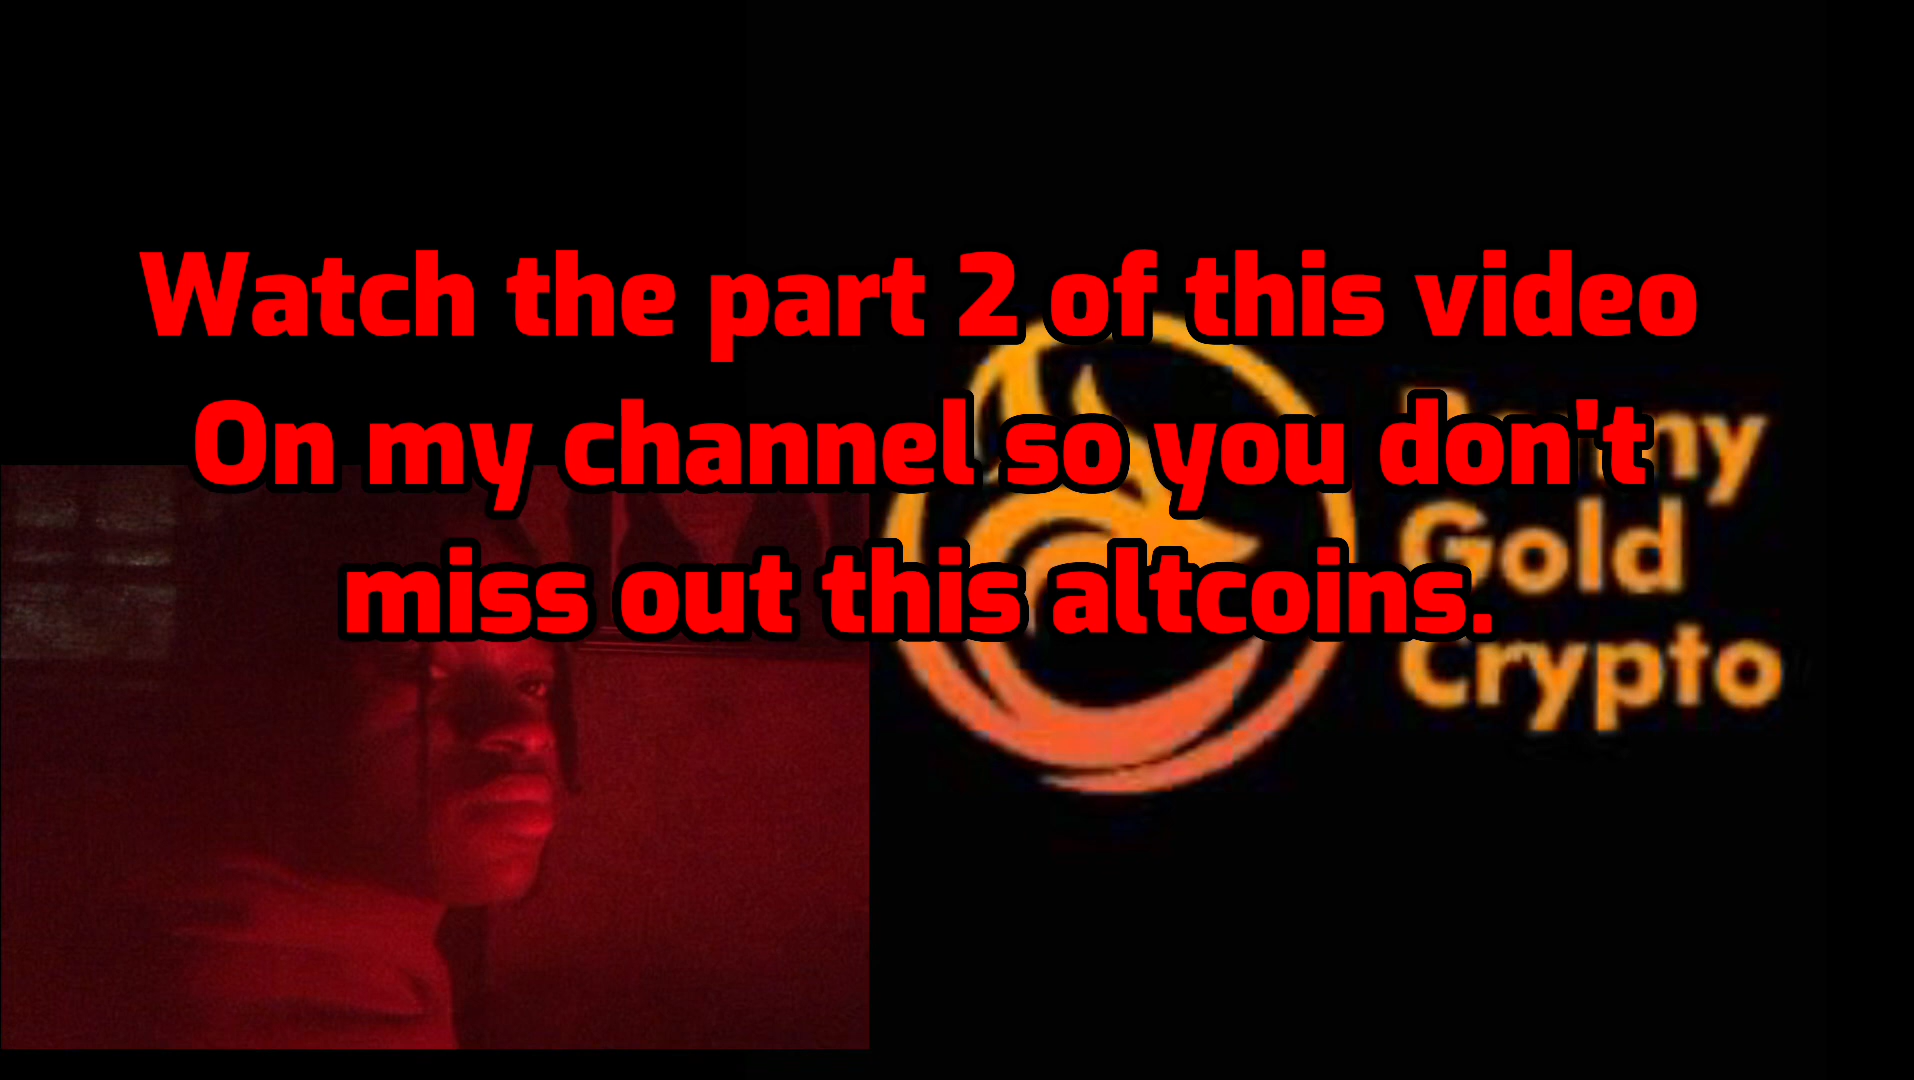 Watch the part 2 of this video
On my channel so you don't
miss out this altcoins.
Gold
Crypto